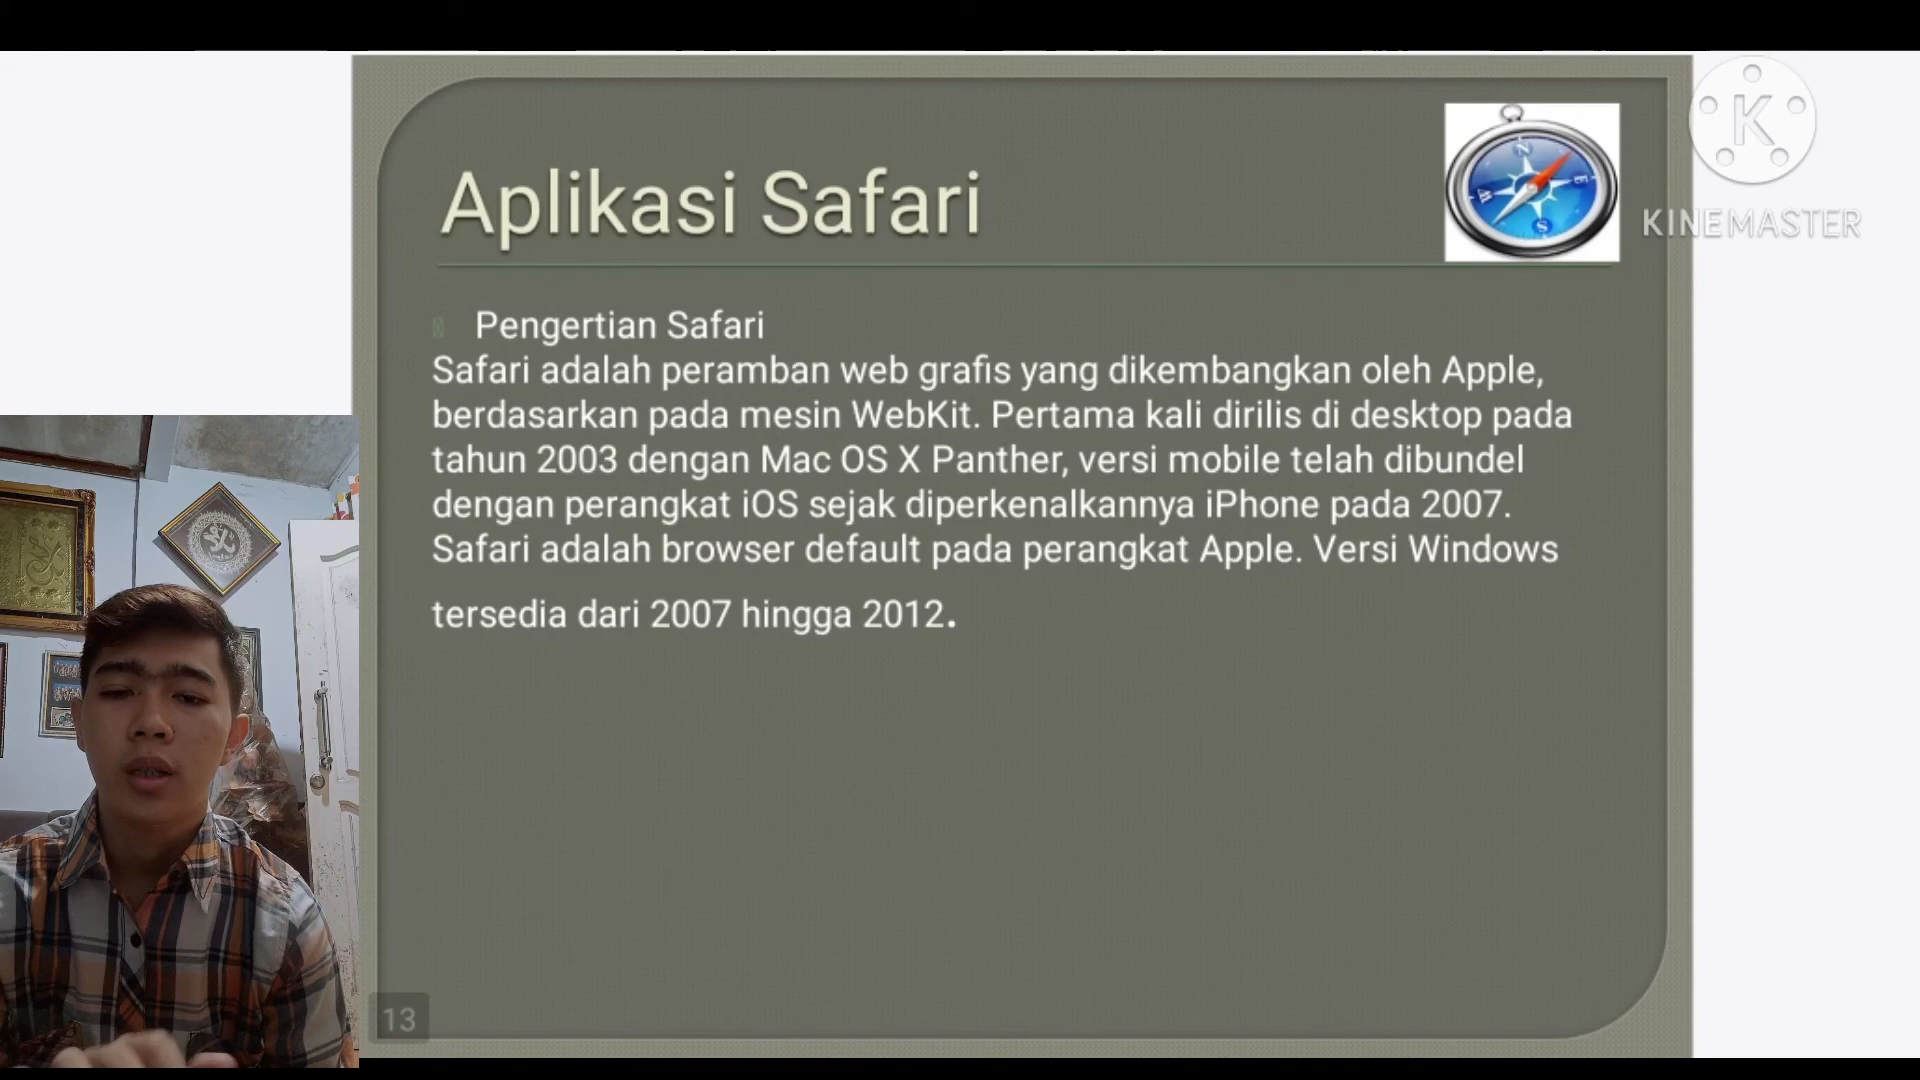 Aplikasi Safari
K
KINEMASTER
Pengertian Safari
Safari adalah peramban web grafis yang dikembangkan oleh Apple,
berdasarkan pada mesin WebKit. Pertama kali dirilis di desktop pada
tahun 2003 dengan Mac OS X Panther, versi mobile telah dibundel
dengan perangkat iOS sejak diperkenalkannya iPhone pada 2007.
Safari adalah browser default pada perangkat Apple. Versi Windows
tersedia dari 2007 hingga 2012.
13